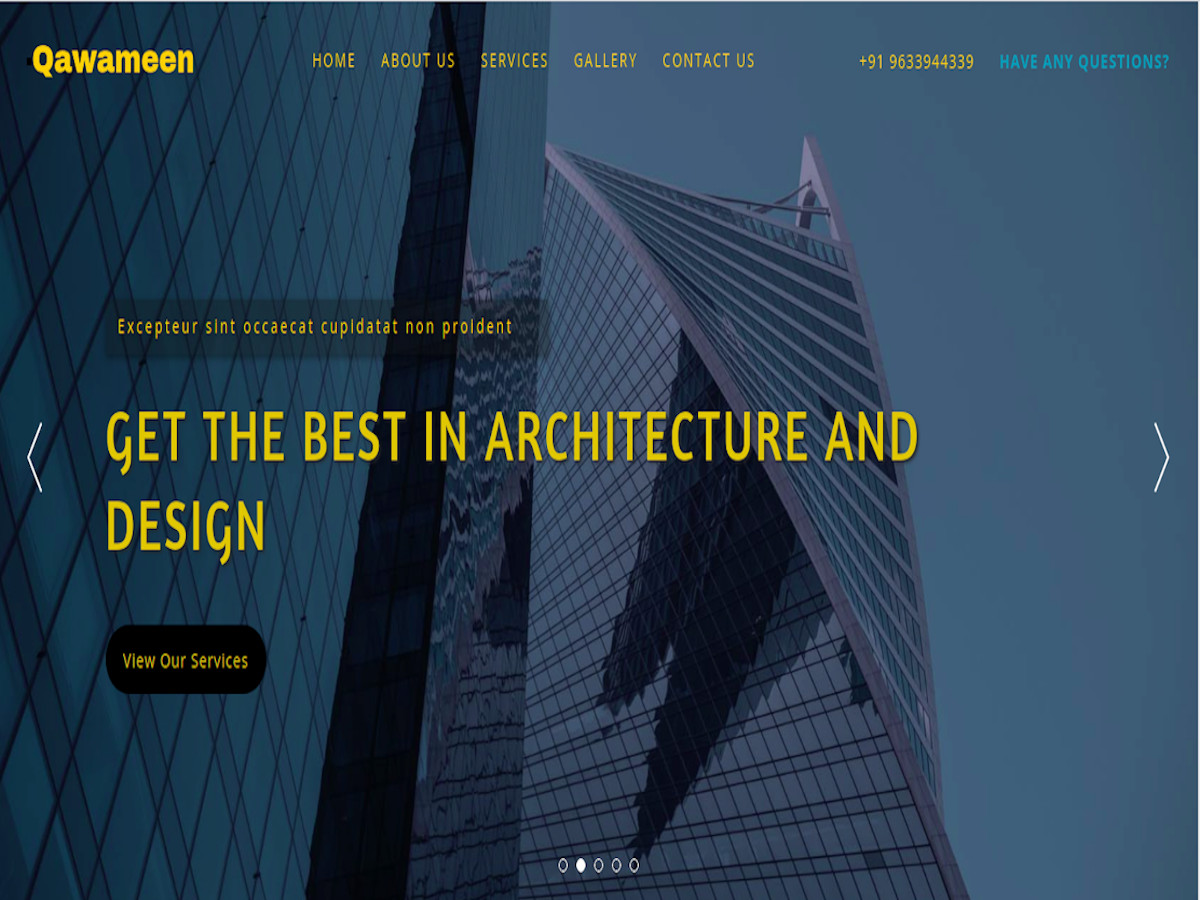 Qawameen
HOME ABOUT US SERVICES GALLERY CONTACT US
+91 9633944339 HAVE ANY QUESTIONS?
Excepteur sint occaecat cupidatat non proident
GET THE BEST IN ARCHITECTURE AND
DESIGN
View Our Services